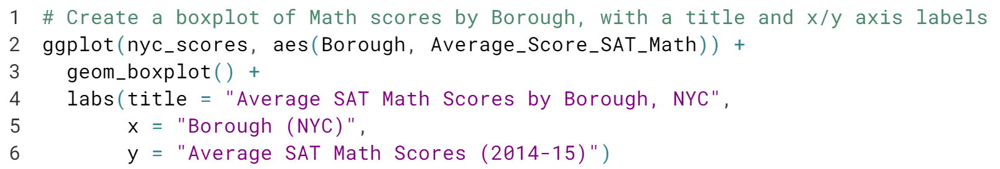 1 # Create a boxplot of Math scores by Borough, with a title and x/y axis labels
2 ggplot(nyc_scores, aes(Borough, Average_Score_SAT_Math)) +
3   geom_boxplot() +
4   labs(title = "Average SAT Math Scores by Borough, NYC",
5        x = "Borough (NYC)",
6        y = "Average SAT Math Scores (2014-15)")